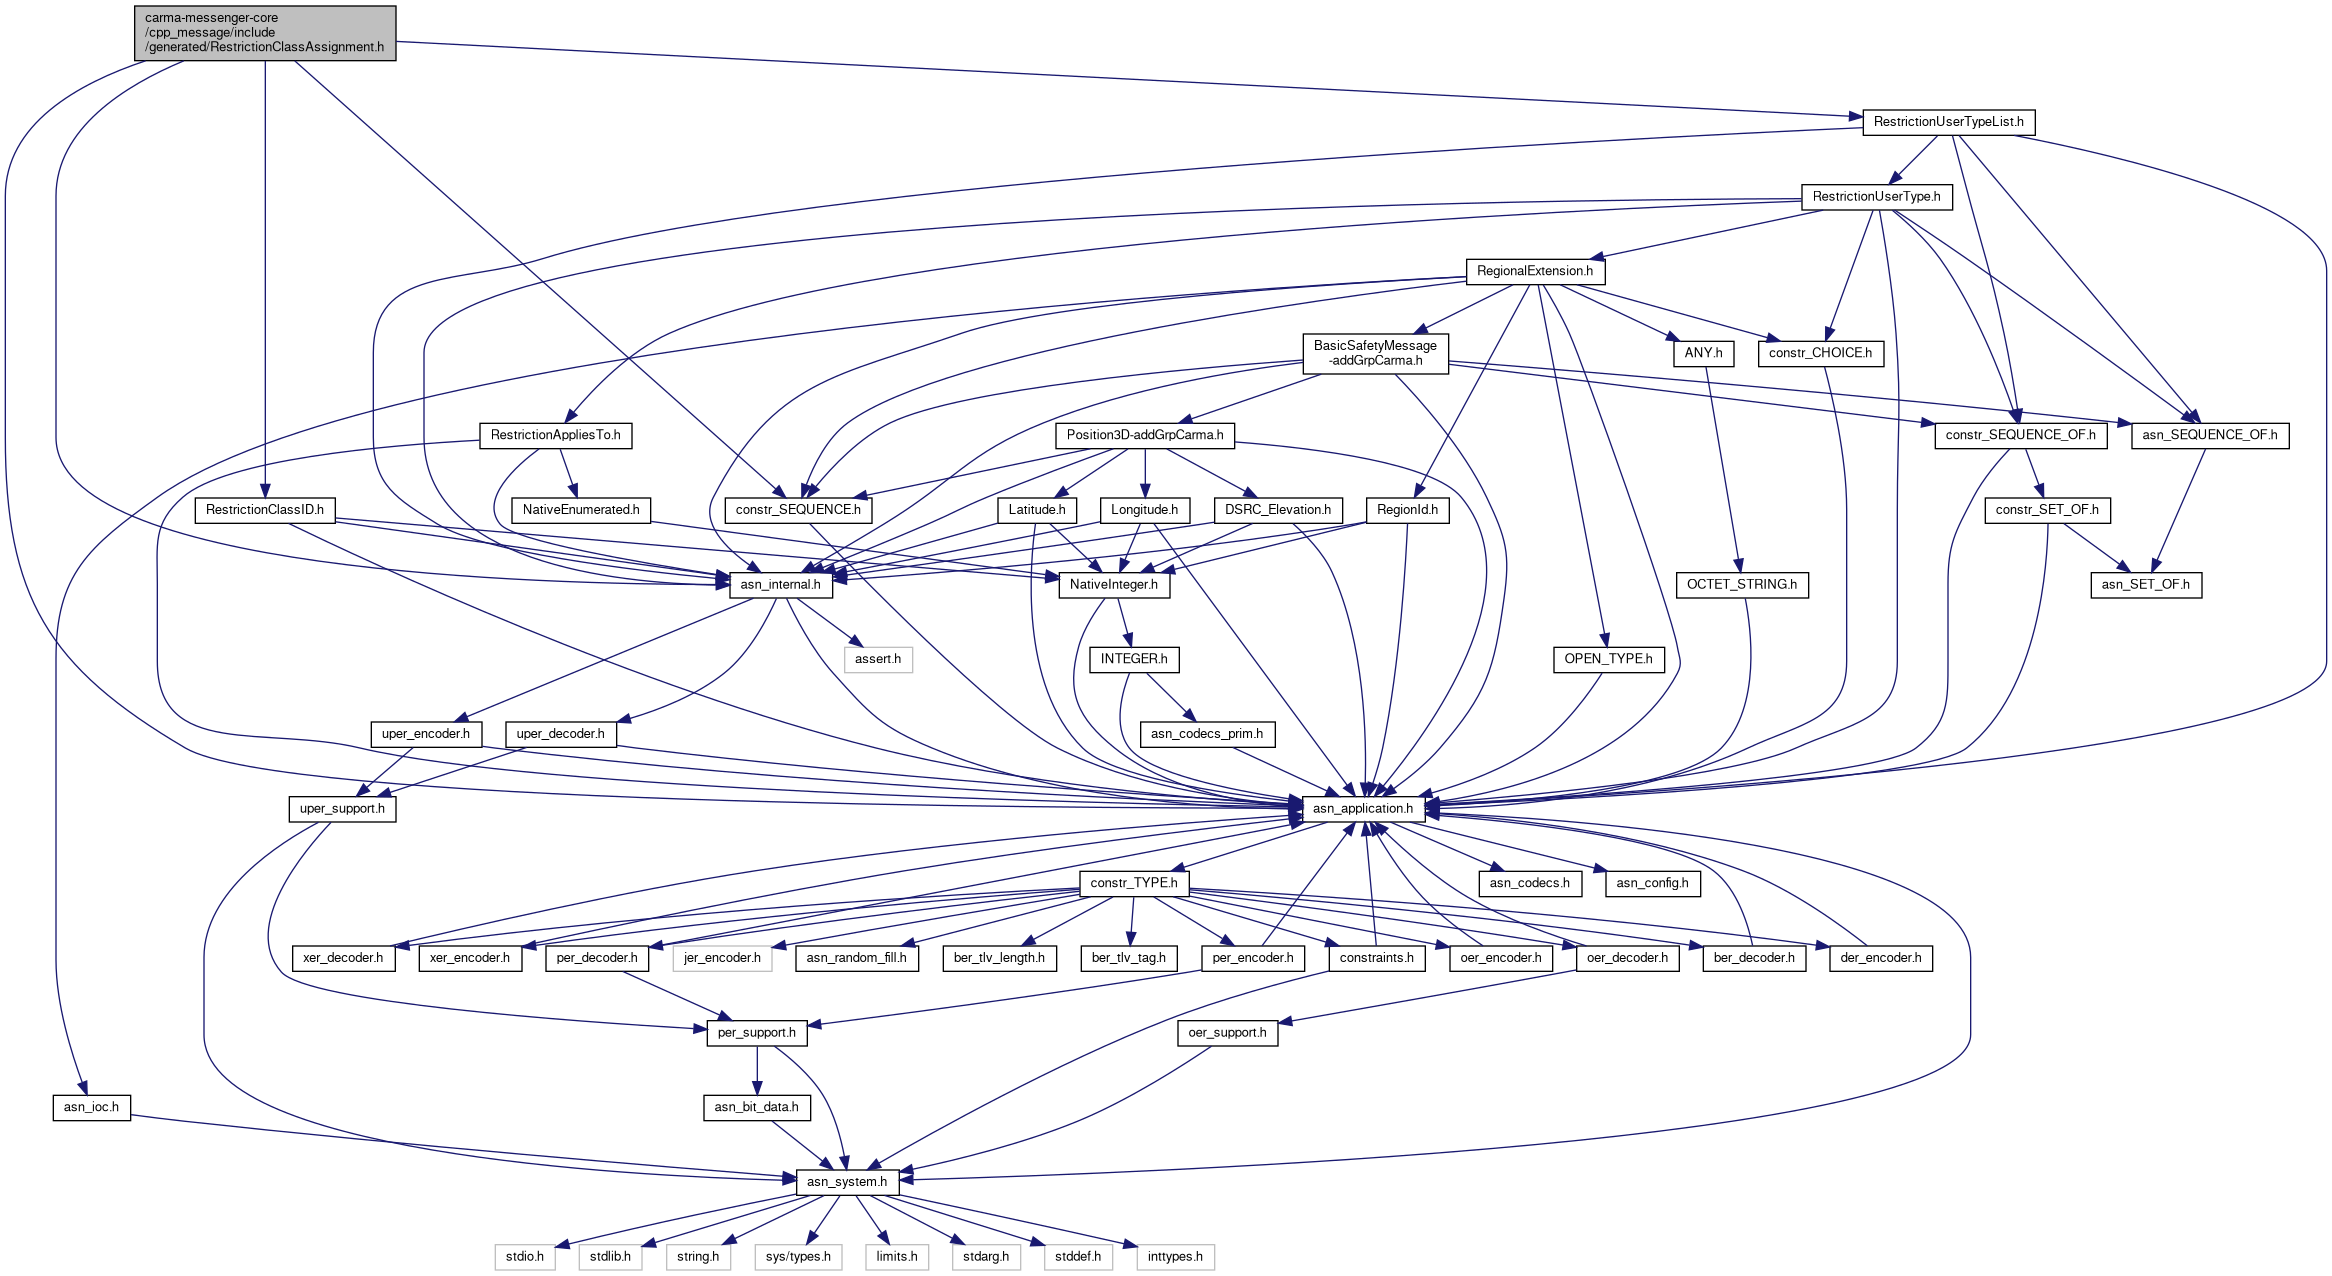 carma-messenger-core
/cpp_message/include
/generated/RestrictionClassAssignment.h
RestrictionUserTypeList.h
RestrictionUserType.h
RegionalExtension.h
BasicSafetyMessage
-addGrpCarma.h
ANY.h
constr_CHOICE.h
RestrictionAppliesTo.h
Position3D-addGrpCarma.h
constr_SEQUENCE_OF.h
asn_SEQUENCE_OF.h
RestrictionClassID.h
NativeEnumerated.h
constr_SEQUENCE.h
Latitude.h
Longitude.h
DSRC_Elevation.h
RegionId.h
constr_SET_OF.h
asn_internal.h
NativeInteger.h
OCTET_STRING.h
asn_SET_OF.h
assert.h
INTEGER.h
OPEN_TYPE.h
uper_encoder.h
uper_decoder.h
asn_codecs_prim.h
uper_support.h
asn_application.h
constr_TYPE.h
asn_codecs.h
asn_config.h
xer_decoder.h
xer_encoder.h
per_decoder.h
jer_encoder.h
asn_random_fill.h
ber_tlv_length.h
ber_tlv_tag.h
per_encoder.h
constraints.h
oer_encoder.h
oer_decoder.h
ber_decoder.h
der_encoder.h
per_support.h
oer_support.h
asn_ioc.h
asn_bit_data.h
asn_system.h
stdio.h
stdlib.h
string.h
sys/types.h
limits.h
stdarg.h
stddef.h
inttypes.h